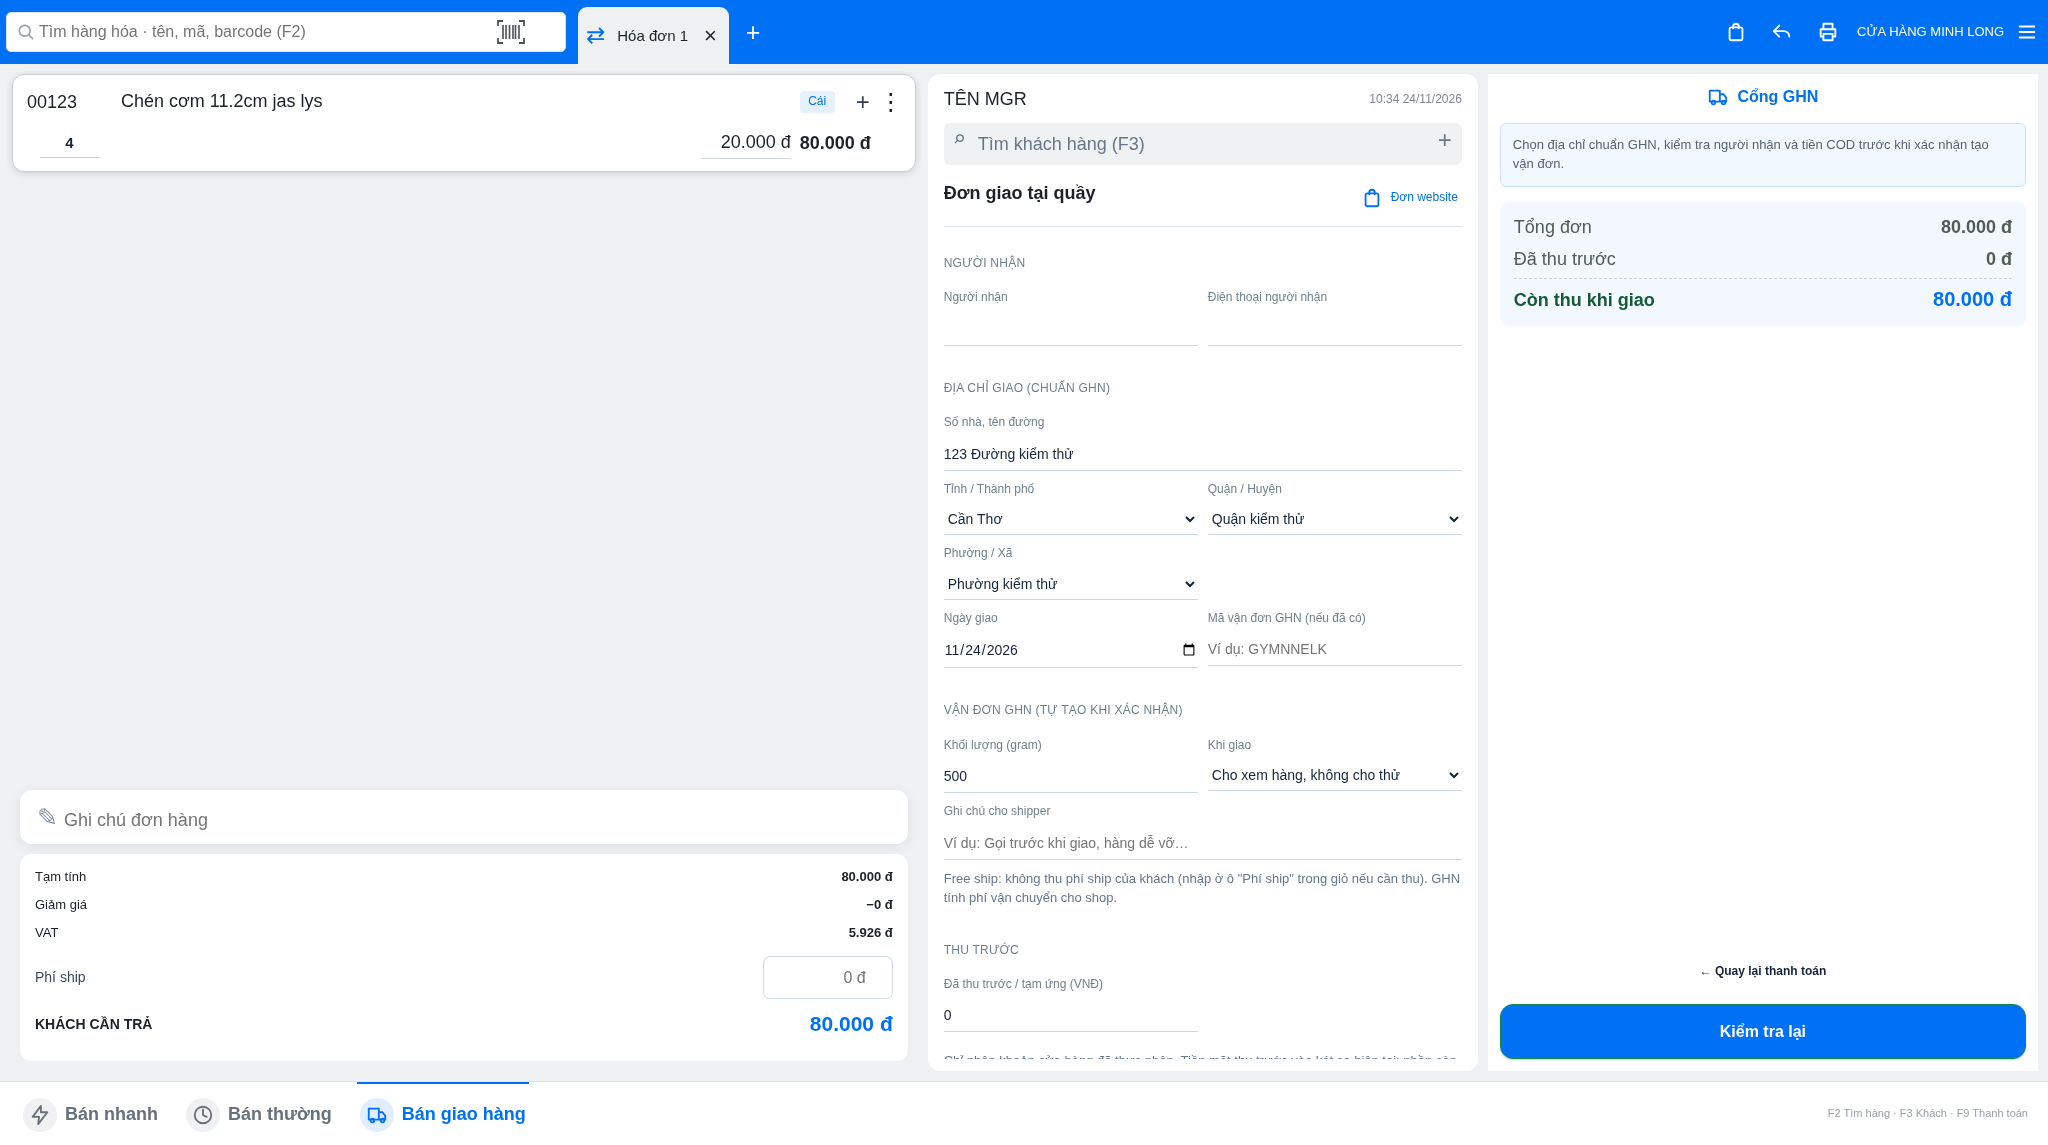 Tìm hàng hóa · tên, mã, barcode (F2)
Hóa đơn 1
CỬA HÀNG MINH LONG
00123
Chén cơm 11.2cm jas lys
Cái
4
20.000 đ
80.000 đ
Ghi chú đơn hàng
Tạm tính
80.000 đ
Giảm giá
−0 đ
VAT
5.926 đ
Phí ship
0 đ
KHÁCH CẦN TRẢ
80.000 đ
TÊN MGR
10:34 24/11/2026
Tìm khách hàng (F3)
Đơn giao tại quầy
Đơn website
NGƯỜI NHẬN
Người nhận
Điện thoại người nhận
ĐỊA CHỈ GIAO (CHUẨN GHN)
Số nhà, tên đường
123 Đường kiểm thử
Tỉnh / Thành phố
Quận / Huyện
Cần Thơ
Quận kiểm thử
Phường / Xã
Phường kiểm thử
Ngày giao
Mã vận đơn GHN (nếu đã có)
11/24/2026
Ví dụ: GYMNNELK
VẬN ĐƠN GHN (TỰ TẠO KHI XÁC NHẬN)
Khối lượng (gram)
Khi giao
500
Cho xem hàng, không cho thử
Ghi chú cho shipper
Ví dụ: Gọi trước khi giao, hàng dễ vỡ…
Free ship: không thu phí ship của khách (nhập ở ô "Phí ship" trong giỏ nếu cần thu). GHN
tính phí vận chuyển cho shop.
THU TRƯỚC
Đã thu trước / tạm ứng (VNĐ)
0
Cổng GHN
Chọn địa chỉ chuẩn GHN, kiểm tra người nhận và tiền COD trước khi xác nhận tạo
vận đơn.
Tổng đơn
80.000 đ
Đã thu trước
0 đ
Còn thu khi giao
80.000 đ
← Quay lại thanh toán
Kiểm tra lại
Bán nhanh
Bán thường
Bán giao hàng
F2 Tìm hàng · F3 Khách · F9 Thanh toán